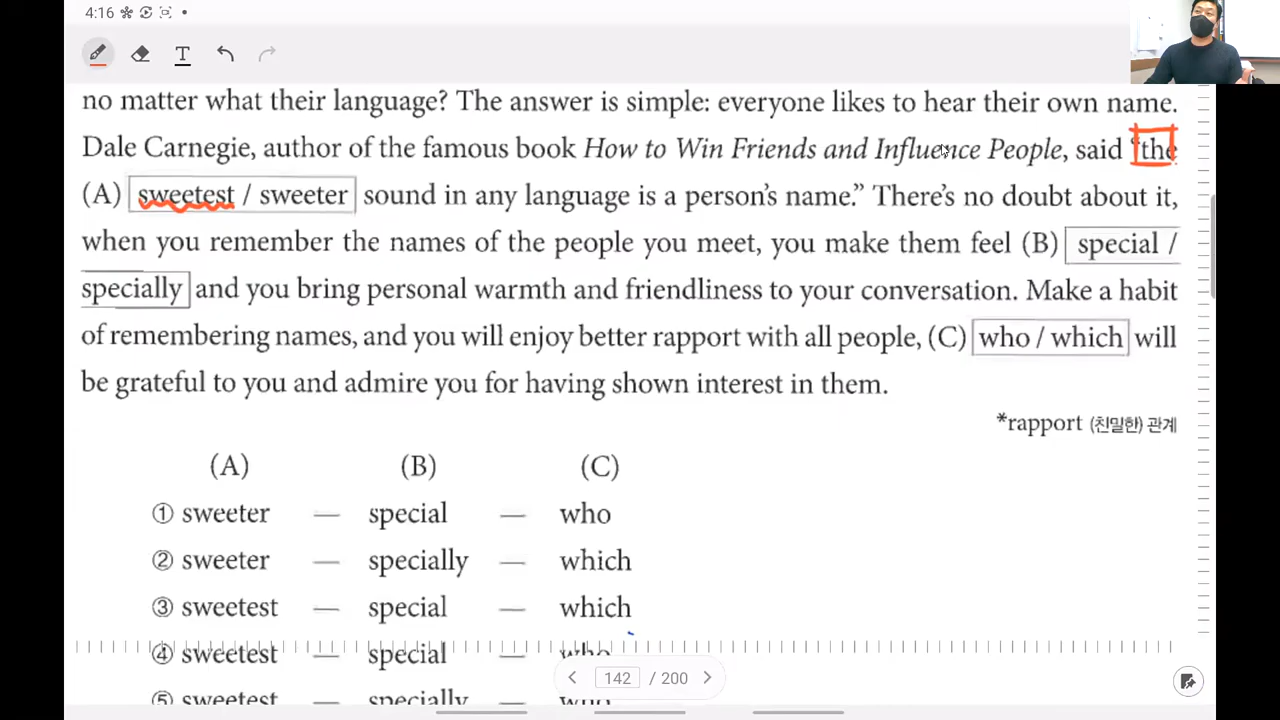 4:16
T
no matter what their language? The answer is simple: everyone likes to hear their own name.
Dale Carnegie, author of the famous book How to Win Friends and Influence People, said “the
(A) sweetest / sweeter sound in any language is a person’s name.” There’s no doubt about it,
when you remember the names of the people you meet, you make them feel (B) special /
specially and you bring personal warmth and friendliness to your conversation. Make a habit
of remembering names, and you will enjoy better rapport with all people, (C) who / which will
be grateful to you and admire you for having shown interest in them.
*rapport (친밀한) 관계
(A) (B) (C)
① sweeter — special — who
② sweeter — specially — which
③ sweetest — special — which
④ sweetest — special — who
⑤ sweetest — specially — who
142 / 200